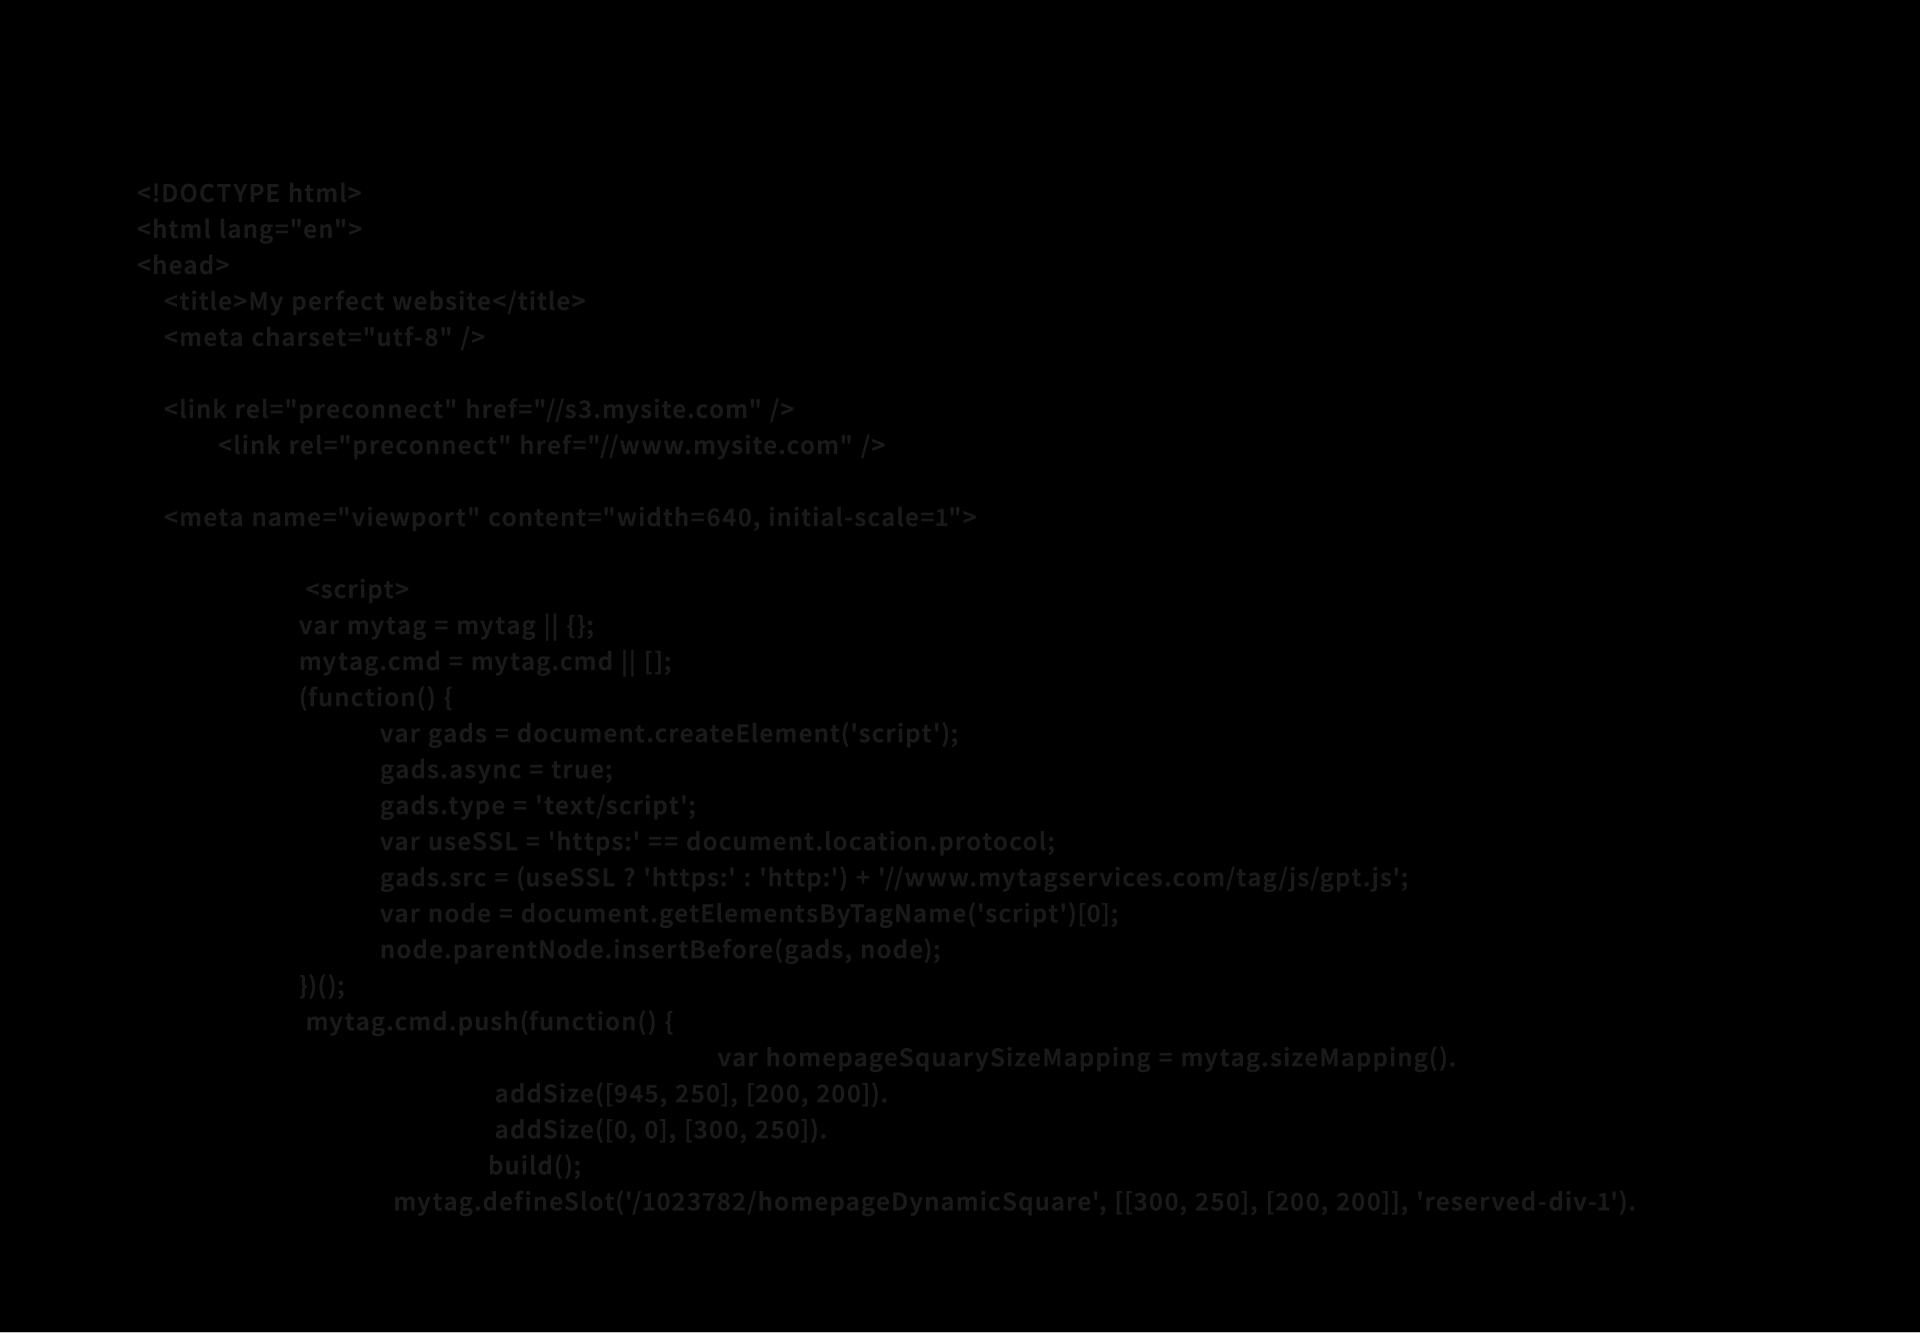 <!DOCTYPE html>
<html lang="en">
<head>
<title>My perfect website</title>
<meta charset="utf-8" />
<link rel="preconnect" href="//s3.mysite.com" />
<link rel="preconnect" href="//www.mysite.com" />
<meta name="viewport" content="width=640, initial-scale=1">
<script>
var mytag = mytag || {};
mytag.cmd = mytag.cmd || [];
(function() {
var gads = document.createElement('script');
gads.async = true;
gads.type = 'text/script';
var useSSL = 'https:' == document.location.protocol;
gads.src = (useSSL ? 'https:' : 'http:') + '//www.mytagservices.com/tag/js/gpt.js';
var node = document.getElementsByTagName('script')[0];
node.parentNode.insertBefore(gads, node);
})();
mytag.cmd.push(function() {
var homepageSquarySizeMapping = mytag.sizeMapping().
addSize([945, 250], [200, 200]).
addSize([0, 0], [300, 250]).
build();
mytag.defineSlot('/1023782/homepageDynamicSquare', [[300, 250], [200, 200]], 'reserved-div-1').